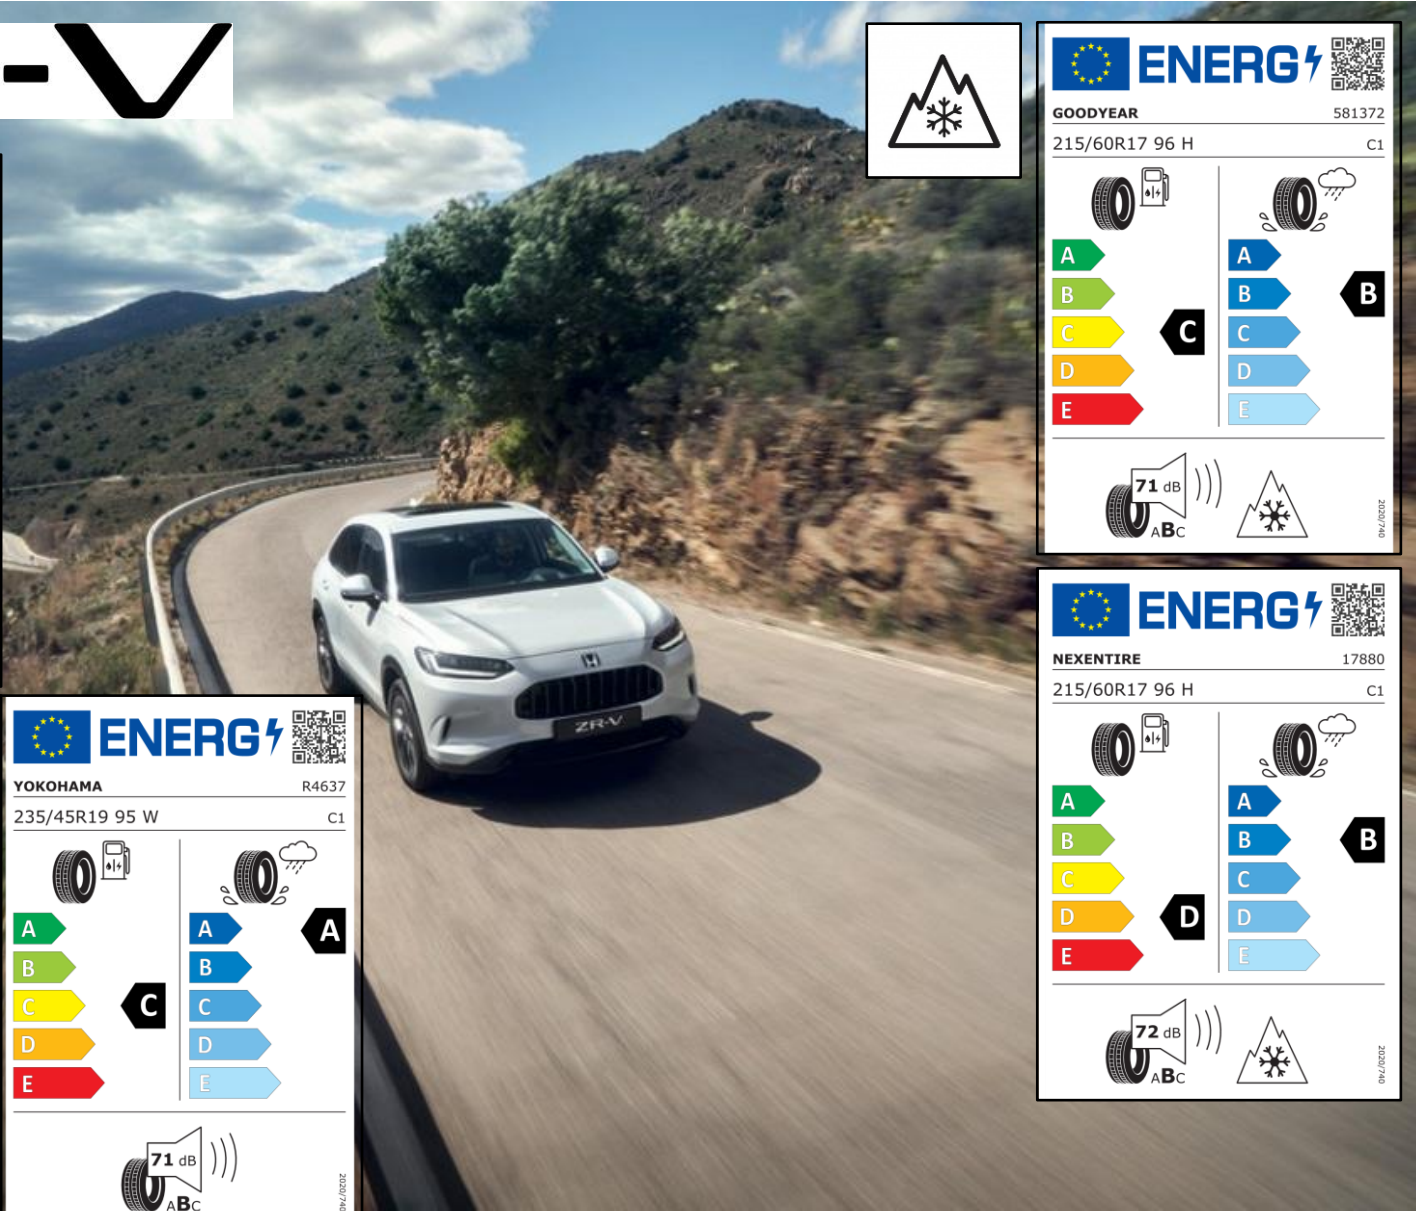 -V
ENERG
GOODYEAR 581372
215/60R17 96 H C1
A A
B B B
C C C
D D
E E
71 dB
ABC
2020/740
ENERG
NEXENTIRE 17880
215/60R17 96 H C1
A A
B B B
C C
D D D
E E
72 dB
ABC
2020/740
ZR-V
ENERG
YOKOHAMA R4637
235/45R19 95 W C1
A A A
B B
C C C
D D
E E
71 dB
ABC
2020/740